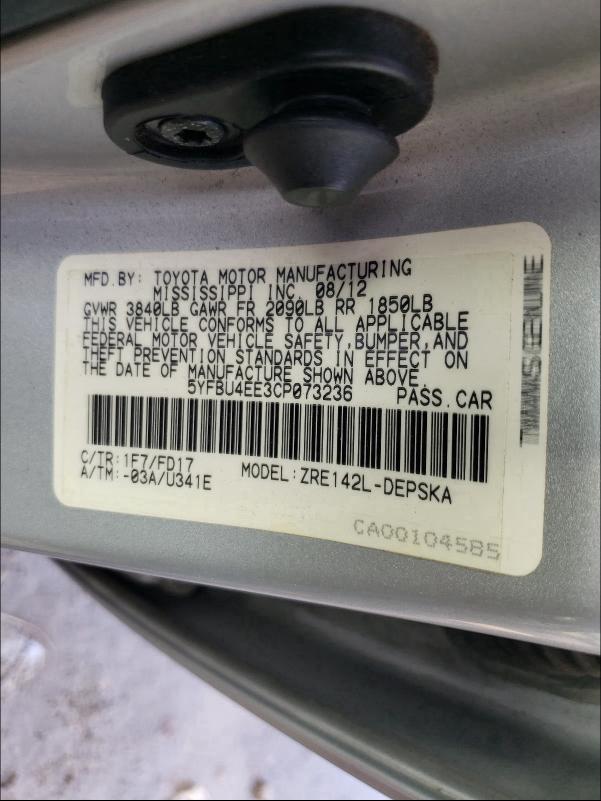 MFD.BY: TOYOTA MOTOR MANUFACTURING
MISSISSIPPI INC. 08/12
GVWR 3840LB GAWR FR 2090LB RR 1850LB
THIS VEHICLE CONFORMS TO ALL APPLICABLE
FEDERAL MOTOR VEHICLE SAFETY,BUMPER,AND
THEFT PREVENTION STANDARDS IN EFFECT ON
THE DATE OF MANUFACTURE SHOWN ABOVE.
5YFBU4EE3CP073236 PASS.CAR
C/TR:1F7/FD17
A/TM:-03A/U341E MODEL:ZRE142L-DEPSKA
CA00104585